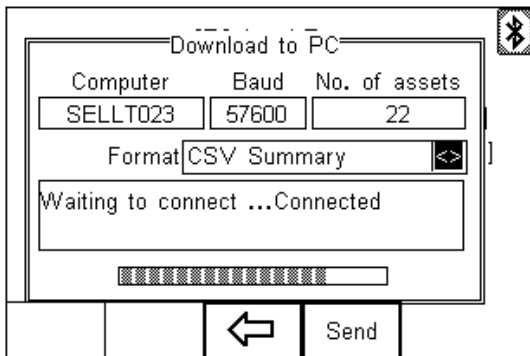 Download to PC
Computer Baud No. of assets
SELLT023 57600 22
Format CSV Summary <>
Waiting to connect ...Connected
Send